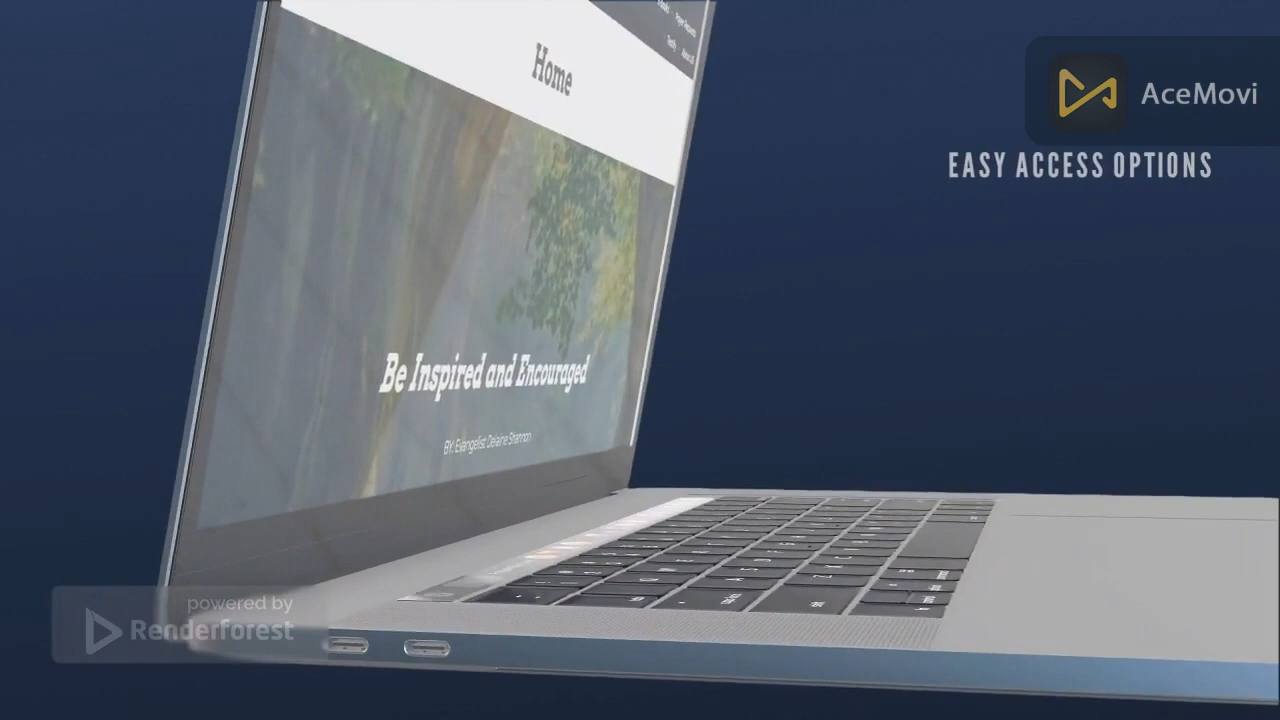 AceMovi
EASY ACCESS OPTIONS
Home
Be Inspired and Encouraged
BY: Evangelist Delaine Shannon
powered by
Renderforest